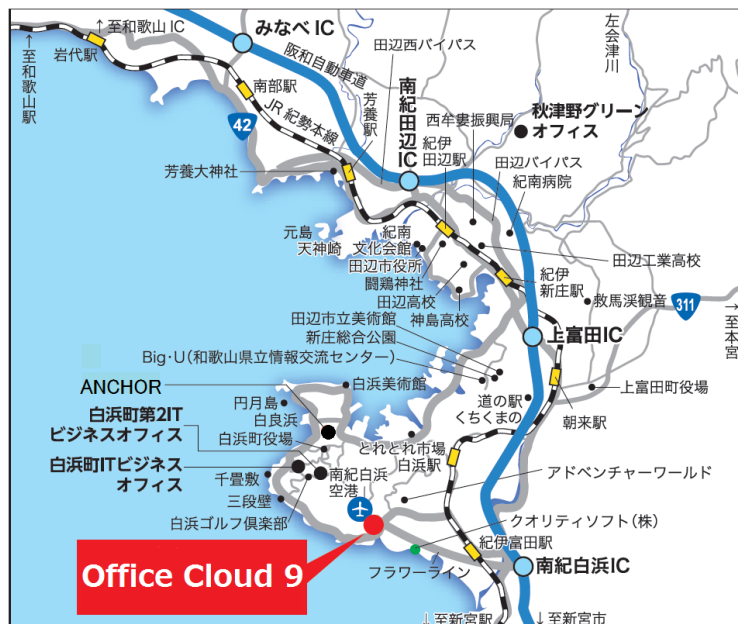 ↑至和歌山IC
みなべIC
←至和歌山駅
岩代駅
阪和自動車道
田辺西バイパス
左会津川
南部駅
JR 紀勢本線
芳養駅
南紀田辺IC
西牟婁振興局
秋津野グリーン
オフィス
42
紀伊
田辺駅
田辺バイパス
紀南病院
芳養大神社
元島
天神崎
紀南
文化会館
田辺市役所
闘鶏神社
田辺高校
神島高校
田辺工業高校
紀伊
新庄駅
救馬渓観音
311
→至本宮
田辺市立美術館
新庄総合公園
Big・U(和歌山県立情報交流センター)
上富田IC
ANCHOR
白浜美術館
円月島
白良浜
白浜町第2IT
ビジネスオフィス
白浜町役場
白浜町ITビジネス
オフィス
道の駅
くちくまの
上富田町役場
朝来駅
とれとれ市場
白浜駅
千畳敷
南紀白浜
空港
アドベンチャーワールド
三段壁
白浜ゴルフ倶楽部
クオリティソフト(株)
紀伊富田駅
Office Cloud 9
フラワーライン
南紀白浜IC
↓至新宮駅
↓至新宮市